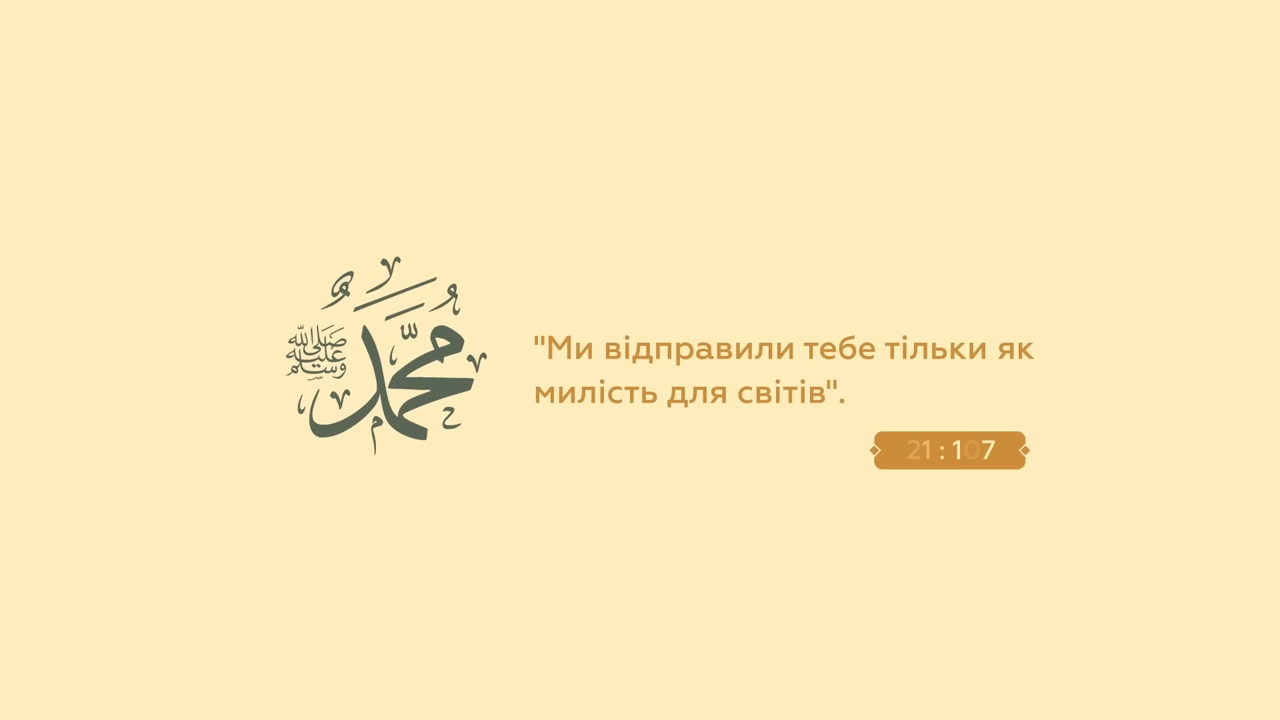 محمد
صلى الله
عليه
وسلم
"Ми відправили тебе тільки як
милість для світів".
21 : 107